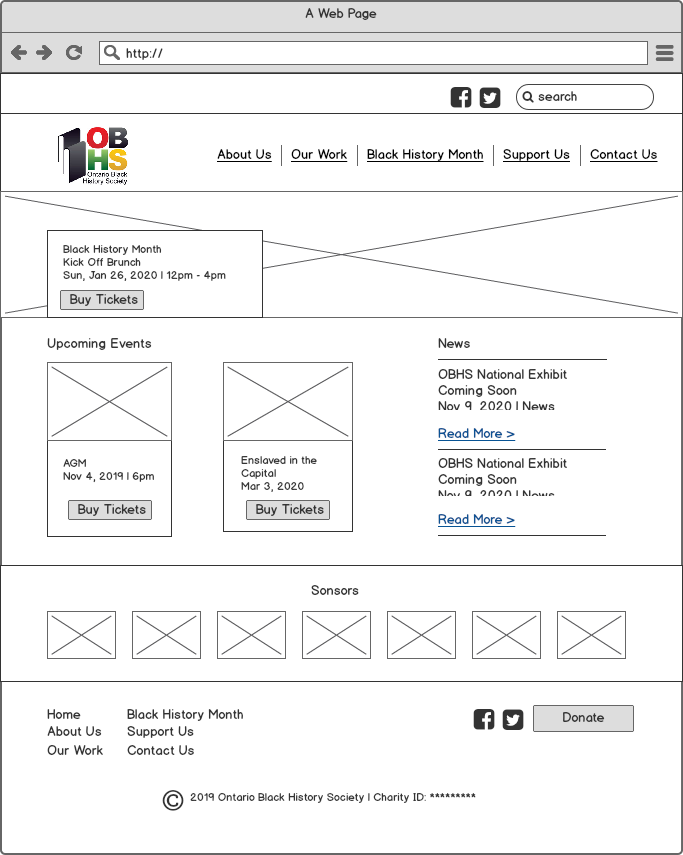 A Web Page
http://
search
OBHS
Ontario Black
History Society
About Us
Our Work
Black History Month
Support Us
Contact Us
Black History Month
Kick Off Brunch
Sun, Jan 26, 2020 | 12pm - 4pm
Buy Tickets
Upcoming Events
AGM
Nov 4, 2019 | 6pm
Buy Tickets
Enslaved in the
Capital
Mar 3, 2020
Buy Tickets
News
OBHS National Exhibit
Coming Soon
Nov 9, 2020 | News
Read More >
OBHS National Exhibit
Coming Soon
Nov 9, 2020 | News
Read More >
Sonsors
Home
About Us
Our Work
Black History Month
Support Us
Contact Us
Donate
© 2019 Ontario Black History Society | Charity ID: *********